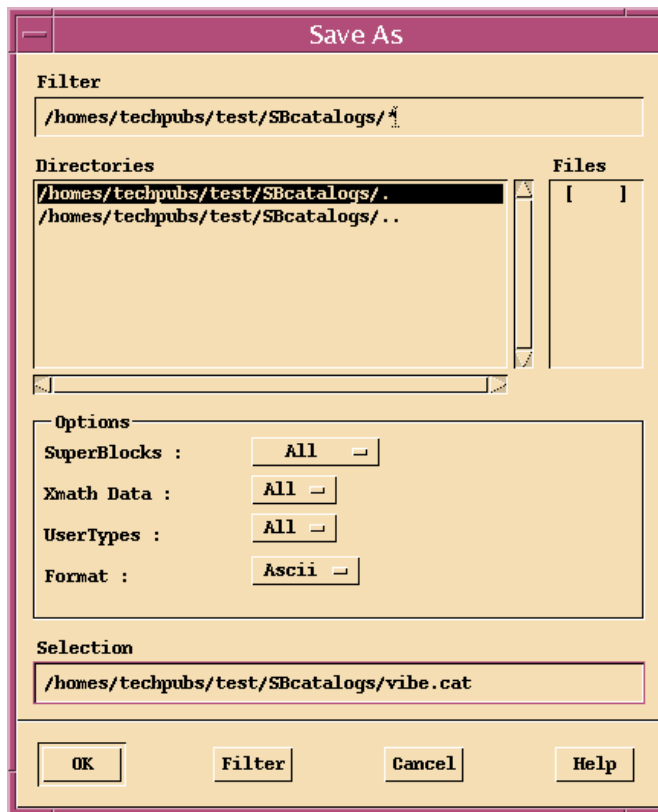 Save As
Filter
/homes/techpubs/test/SBcatalogs/*
Directories
Files
/homes/techpubs/test/SBcatalogs/.
[ ]
/homes/techpubs/test/SBcatalogs/..
Options
SuperBlocks : All
Xmath Data : All
UserTypes : All
Format : Ascii
Selection
/homes/techpubs/test/SBcatalogs/vibe.cat
OK Filter Cancel Help